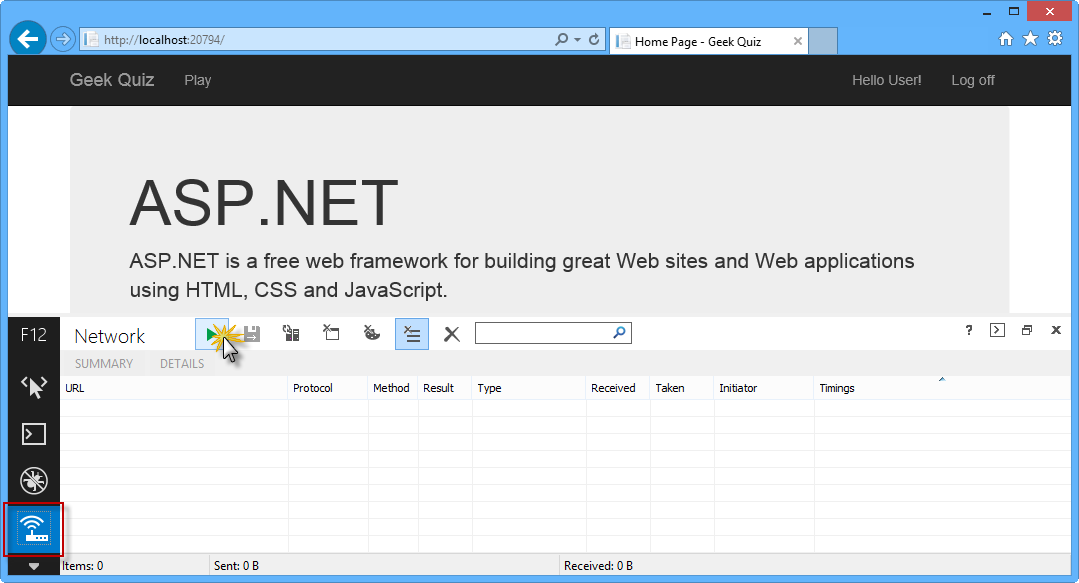 http://localhost:20794/
Home Page - Geek Quiz
Geek Quiz Play Hello User! Log off
ASP.NET
ASP.NET is a free web framework for building great Web sites and Web applications
using HTML, CSS and JavaScript.
F12 Network ?
SUMMARY DETAILS
URL Protocol Method Result Type Received Taken Initiator Timings
Items: 0 Sent: 0 B Received: 0 B